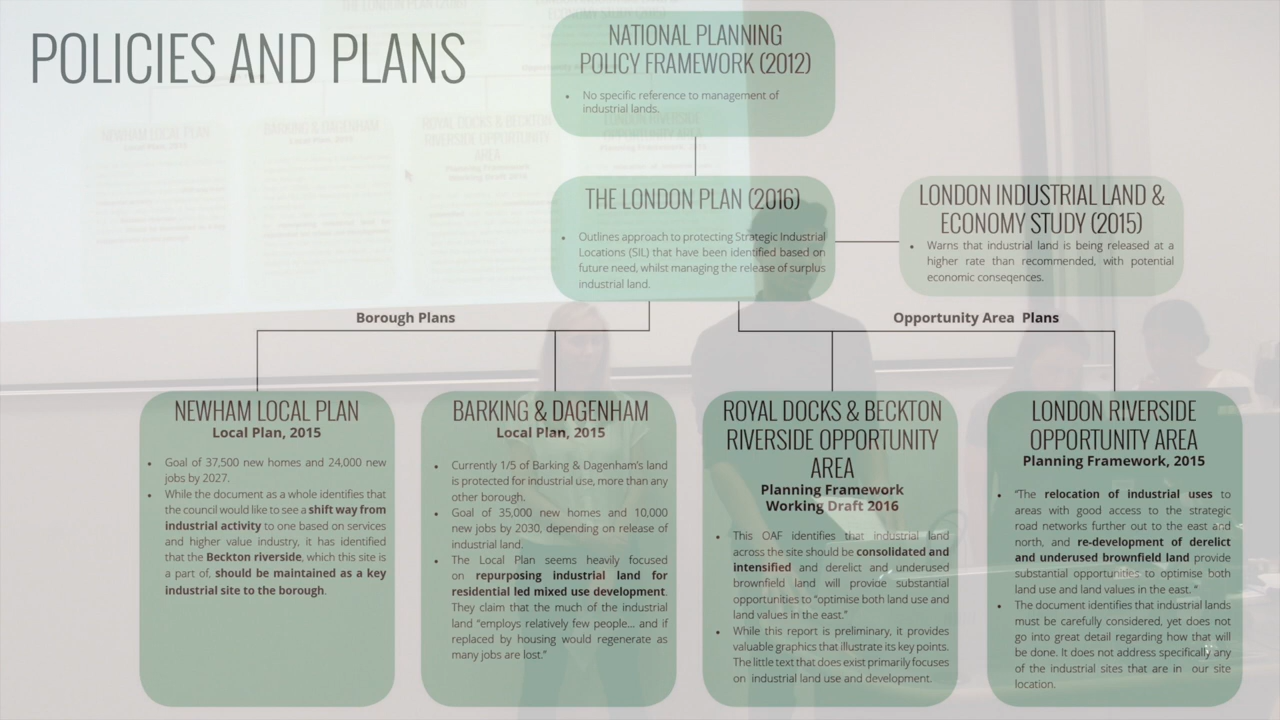 POLICIES AND PLANS
NATIONAL PLANNING
POLICY FRAMEWORK (2012)
• No specific reference to management of
industrial lands.
THE LONDON PLAN (2016)
• Outlines approach to protecting Strategic Industrial
Locations (SIL) that have been identified based on
future need, whilst managing the release of surplus
industrial land.
LONDON INDUSTRIAL LAND &
ECONOMY STUDY (2015)
• Warns that industrial land is being released at a
higher rate than recommended, with potential
economic conseqences.
Borough Plans
Opportunity Area Plans
NEWHAM LOCAL PLAN
Local Plan, 2015
• Goal of 37,500 new homes and 24,000 new
jobs by 2027.
• While the document as a whole identifies that
the council would like to see a shift way from
industrial activity to one based on services
and higher value industry, it has identified
that the Beckton riverside, which this site is
a part of, should be maintained as a key
industrial site to the borough.
BARKING & DAGENHAM
Local Plan, 2015
• Currently 1/5 of Barking & Dagenham's land
is protected for industrial use, more than any
other borough.
• Goal of 35,000 new homes and 10,000
new jobs by 2030, depending on release of
industrial land.
• The Local Plan seems heavily focused
on repurposing industrial land for
residential led mixed use development.
They claim that the much of the industrial
land "employs relatively few people... and if
replaced by housing would regenerate as
many jobs are lost."
ROYAL DOCKS & BECKTON
RIVERSIDE OPPORTUNITY
AREA
Planning Framework
Working Draft 2016
• This OAF identifies that industrial land
across the site should be consolidated and
intensified and derelict and underused
brownfield land will provide substantial
opportunities to "optimise both land use and
land values in the east."
• While this report is preliminary, it provides
valuable graphics that illustrate its key points.
The little text that does exist primarily focuses
on industrial land use and development.
LONDON RIVERSIDE
OPPORTUNITY AREA
Planning Framework, 2015
• "The relocation of industrial uses to
areas with good access to the strategic
road networks further out to the east and
north, and re-development of derelict
and underused brownfield land provide
substantial opportunities to optimise both
land use and land values in the east. "
• The document identifies that industrial lands
must be carefully considered, yet does not
go into great detail regarding how that will
be done. It does not address specifically any
of the industrial sites that are in our site
location.